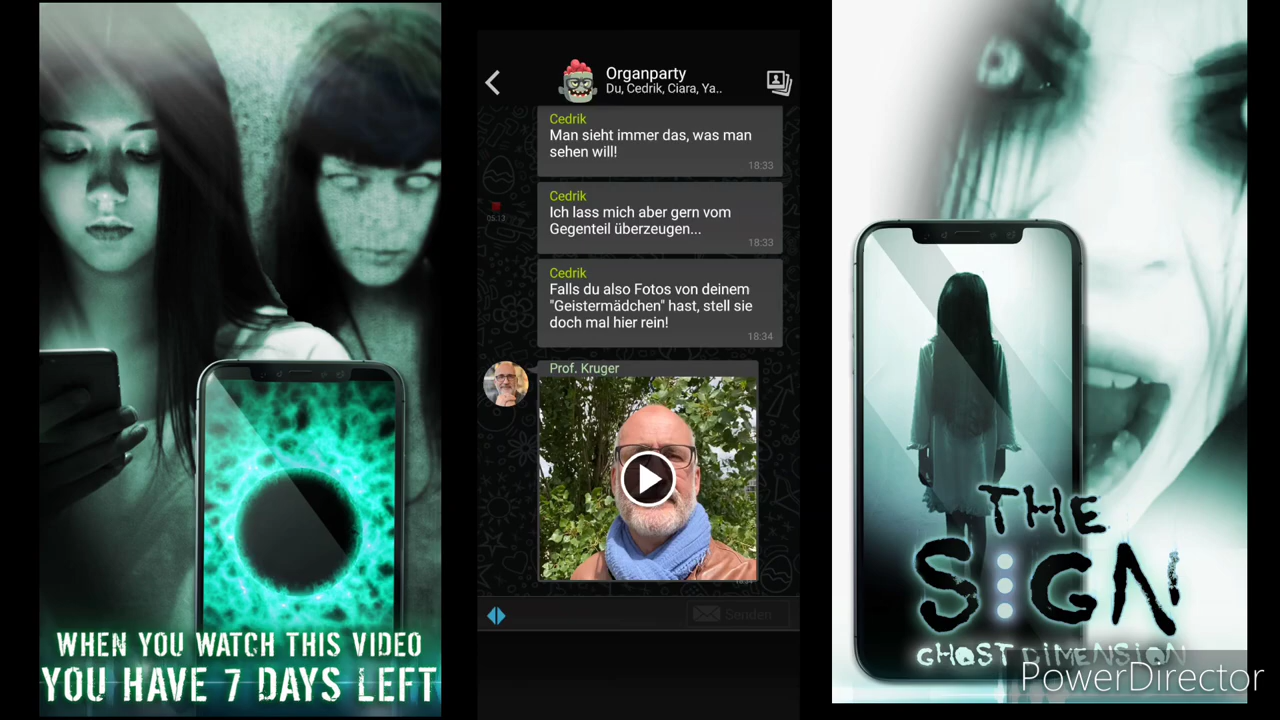 WHEN YOU WATCH THIS VIDEO
YOU HAVE 7 DAYS LEFT
Organparty
Du, Cedrik, Ciara, Ya..
Cedrik
Man sieht immer das, was man
sehen will!
18:33
05.12
Cedrik
Ich lass mich aber gern vom
Gegenteil überzeugen...
18:33
Cedrik
Falls du also Fotos von deinem
"Geistermädchen" hast, stell sie
doch mal hier rein!
18:34
Prof. Kruger
Senden
THE
SIGN
GHOST DIMENSION
PowerDirector